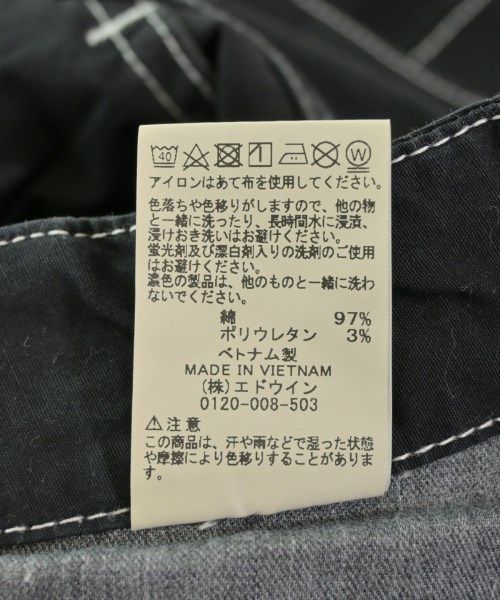 40 W
アイロンはあて布を使用してください。
色落ちや色移りがしますので、他の物
と一緒に洗ったり、長時間水に浸漬、
浸けおき洗いはお避けください。
蛍光剤及び漂白剤入りの洗剤のご使用
はお避けください。
濃色の製品は、他のものと一緒に洗わ
ないでください。
綿 97%
ポリウレタン 3%
ベトナム製
MADE IN VIETNAM
(株)エドウイン
0120-008-503
⚠注意
この商品は、汗や雨などで湿った状態
や摩擦により色移りすることがありま
す。